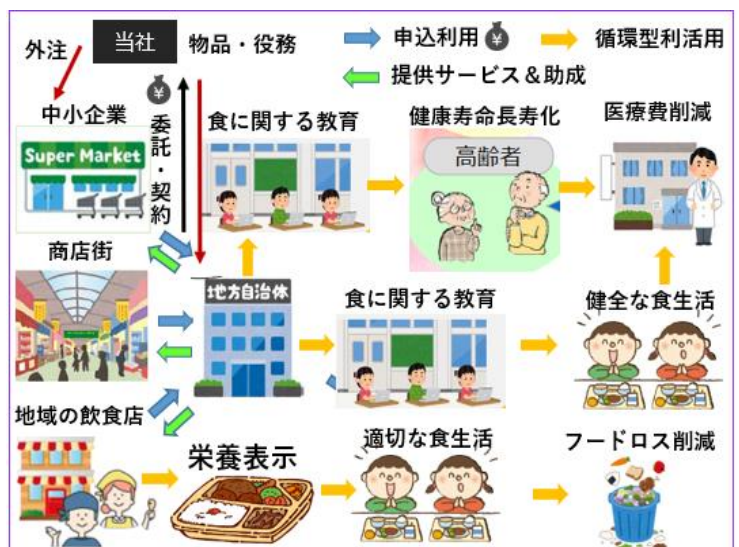 外注
当社
物品・役務
申込利用
循環型利活用
提供サービス&助成
中小企業
Super Market
委託・契約
食に関する教育
健康寿命長寿化
高齢者
医療費削減
商店街
地方自治体
食に関する教育
健全な食生活
地域の飲食店
栄養表示
適切な食生活
フードロス削減